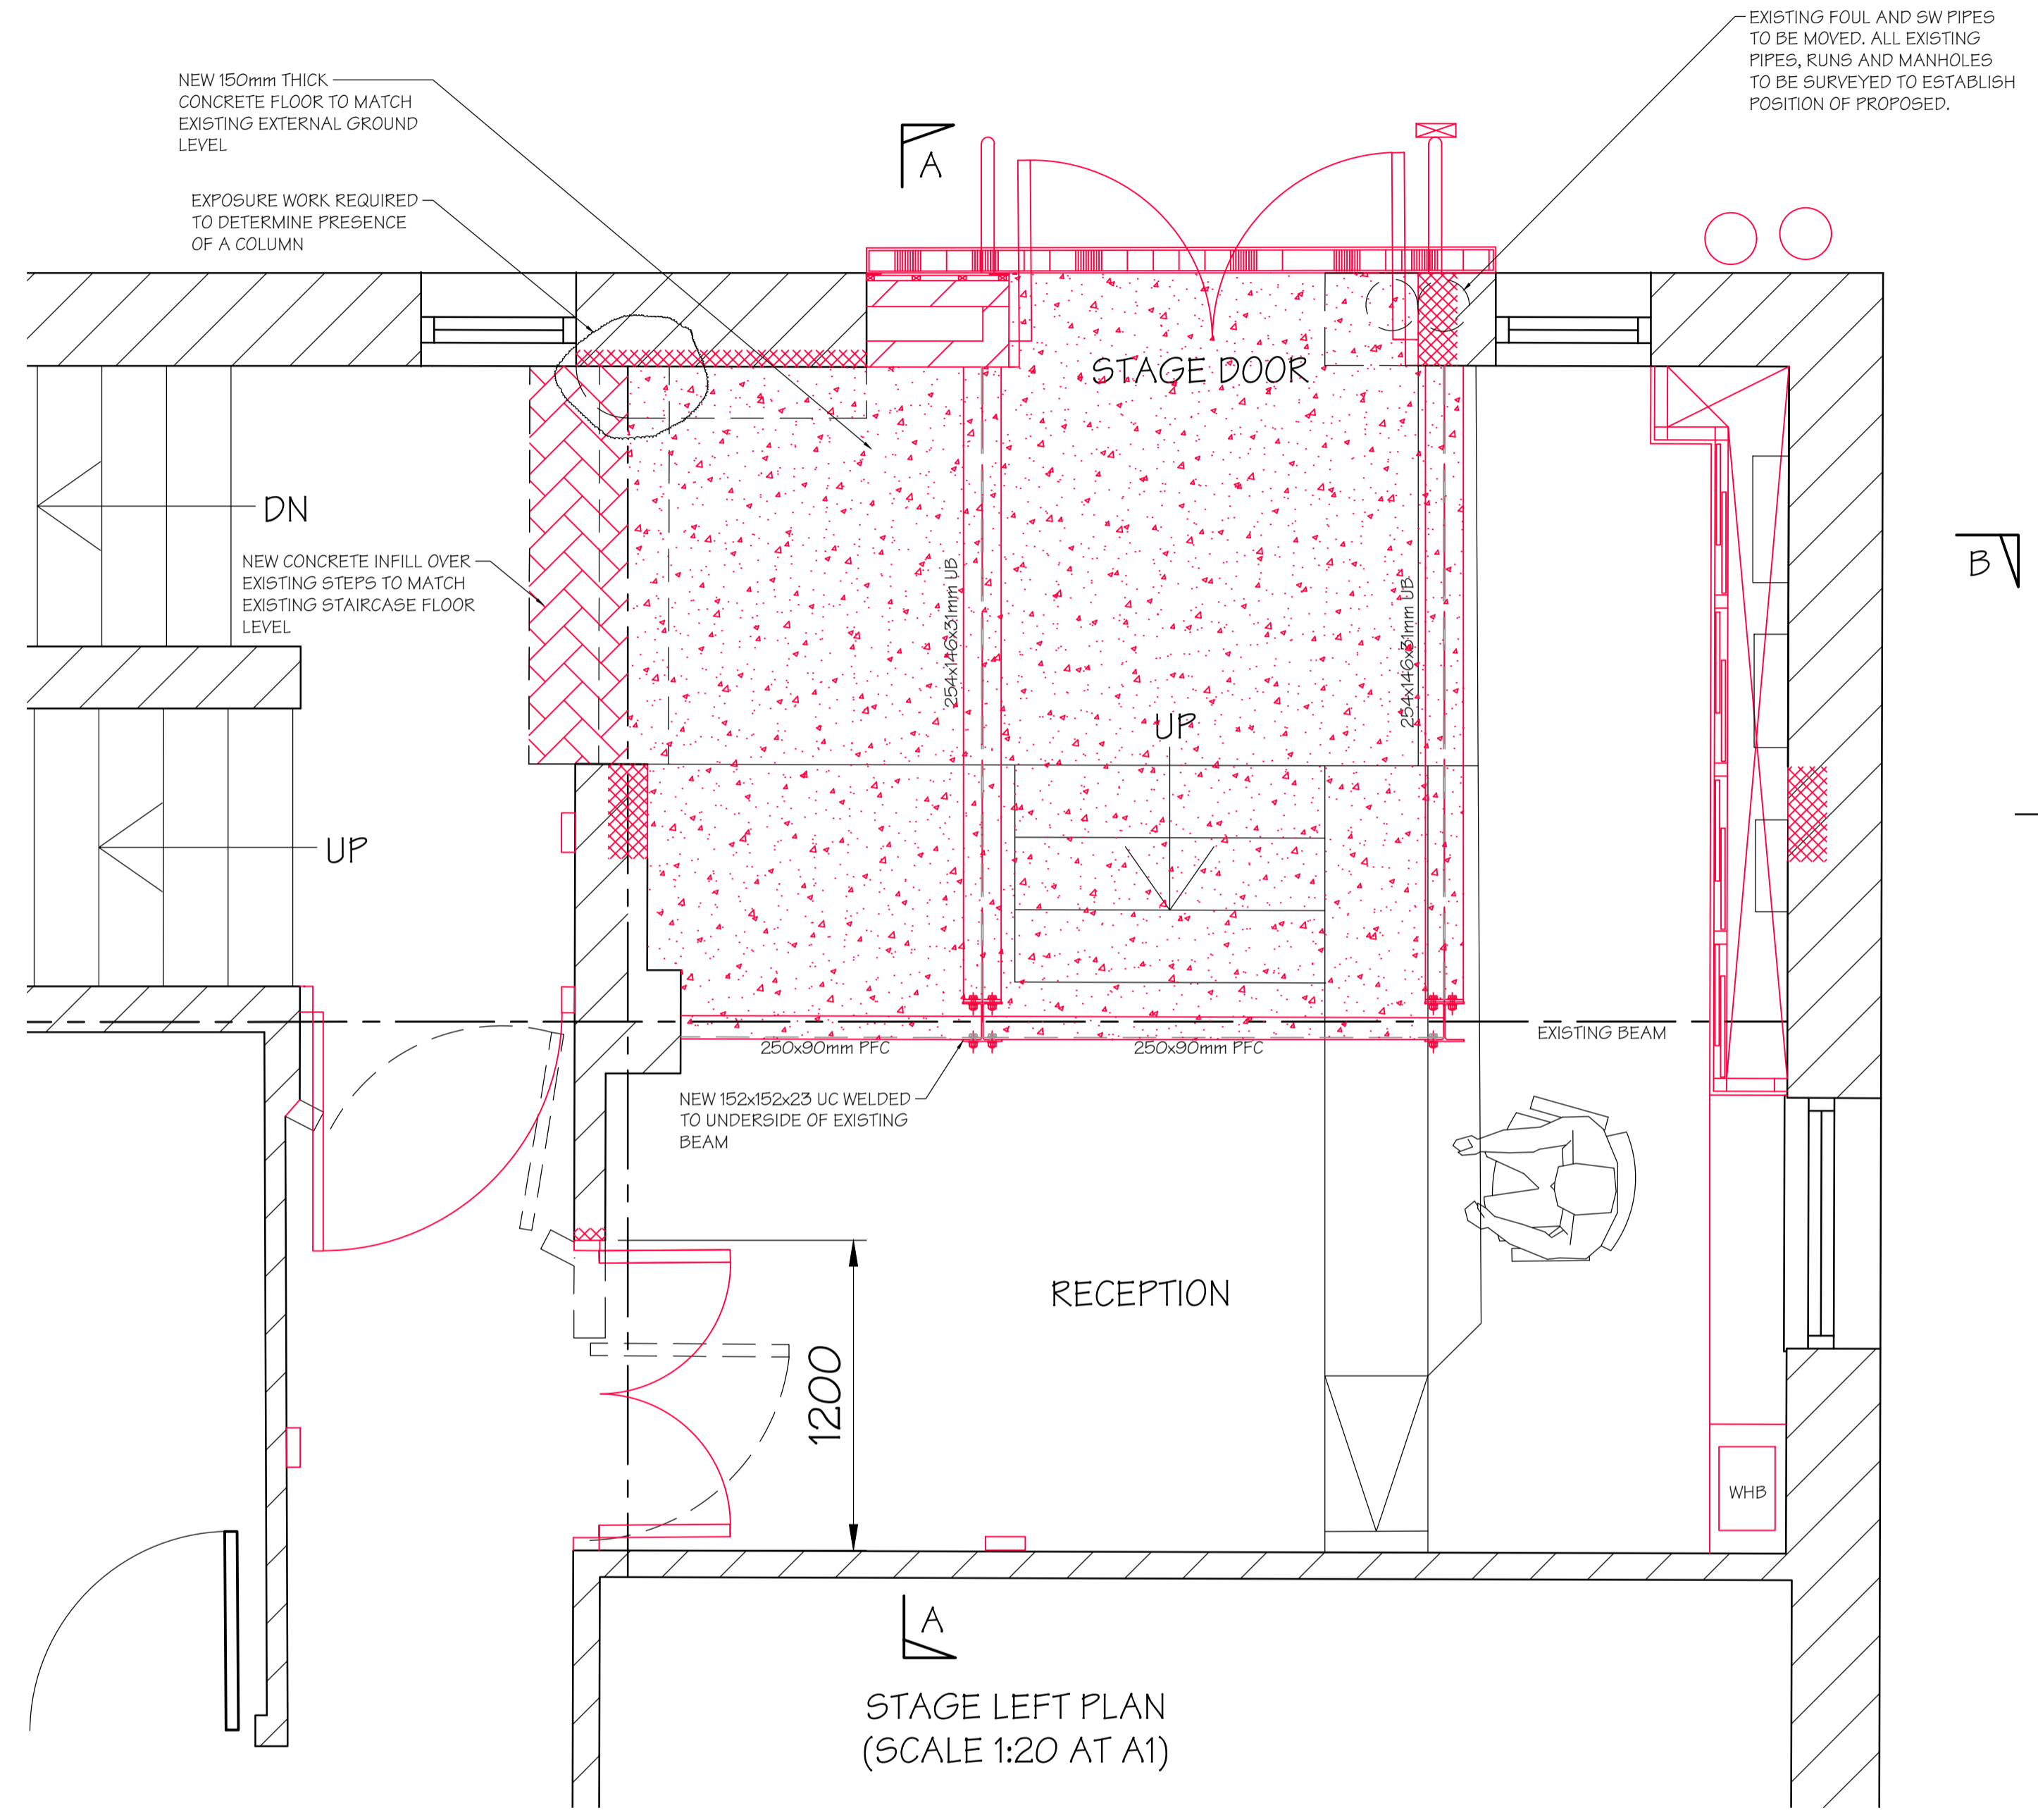 EXISTING FOUL AND SW PIPES
TO BE MOVED. ALL EXISTING
PIPES, RUNS AND MANHOLES
TO BE SURVEYED TO ESTABLISH
POSITION OF PROPOSED.
NEW 150mm THICK
CONCRETE FLOOR TO MATCH
EXISTING EXTERNAL GROUND
LEVEL
A
EXPOSURE WORK REQUIRED
TO DETERMINE PRESENCE
OF A COLUMN
STAGE DOOR
DN
NEW CONCRETE INFILL OVER
EXISTING STEPS TO MATCH
EXISTING STAIRCASE FLOOR
LEVEL
254x146x31mm UB
254x146x31mm UB
B
UP
UP
EXISTING BEAM
250x90mm PFC
250x90mm PFC
NEW 152x152x23 UC WELDED
TO UNDERSIDE OF EXISTING
BEAM
RECEPTION
1200
WHB
A
STAGE LEFT PLAN
(SCALE 1:20 AT A1)